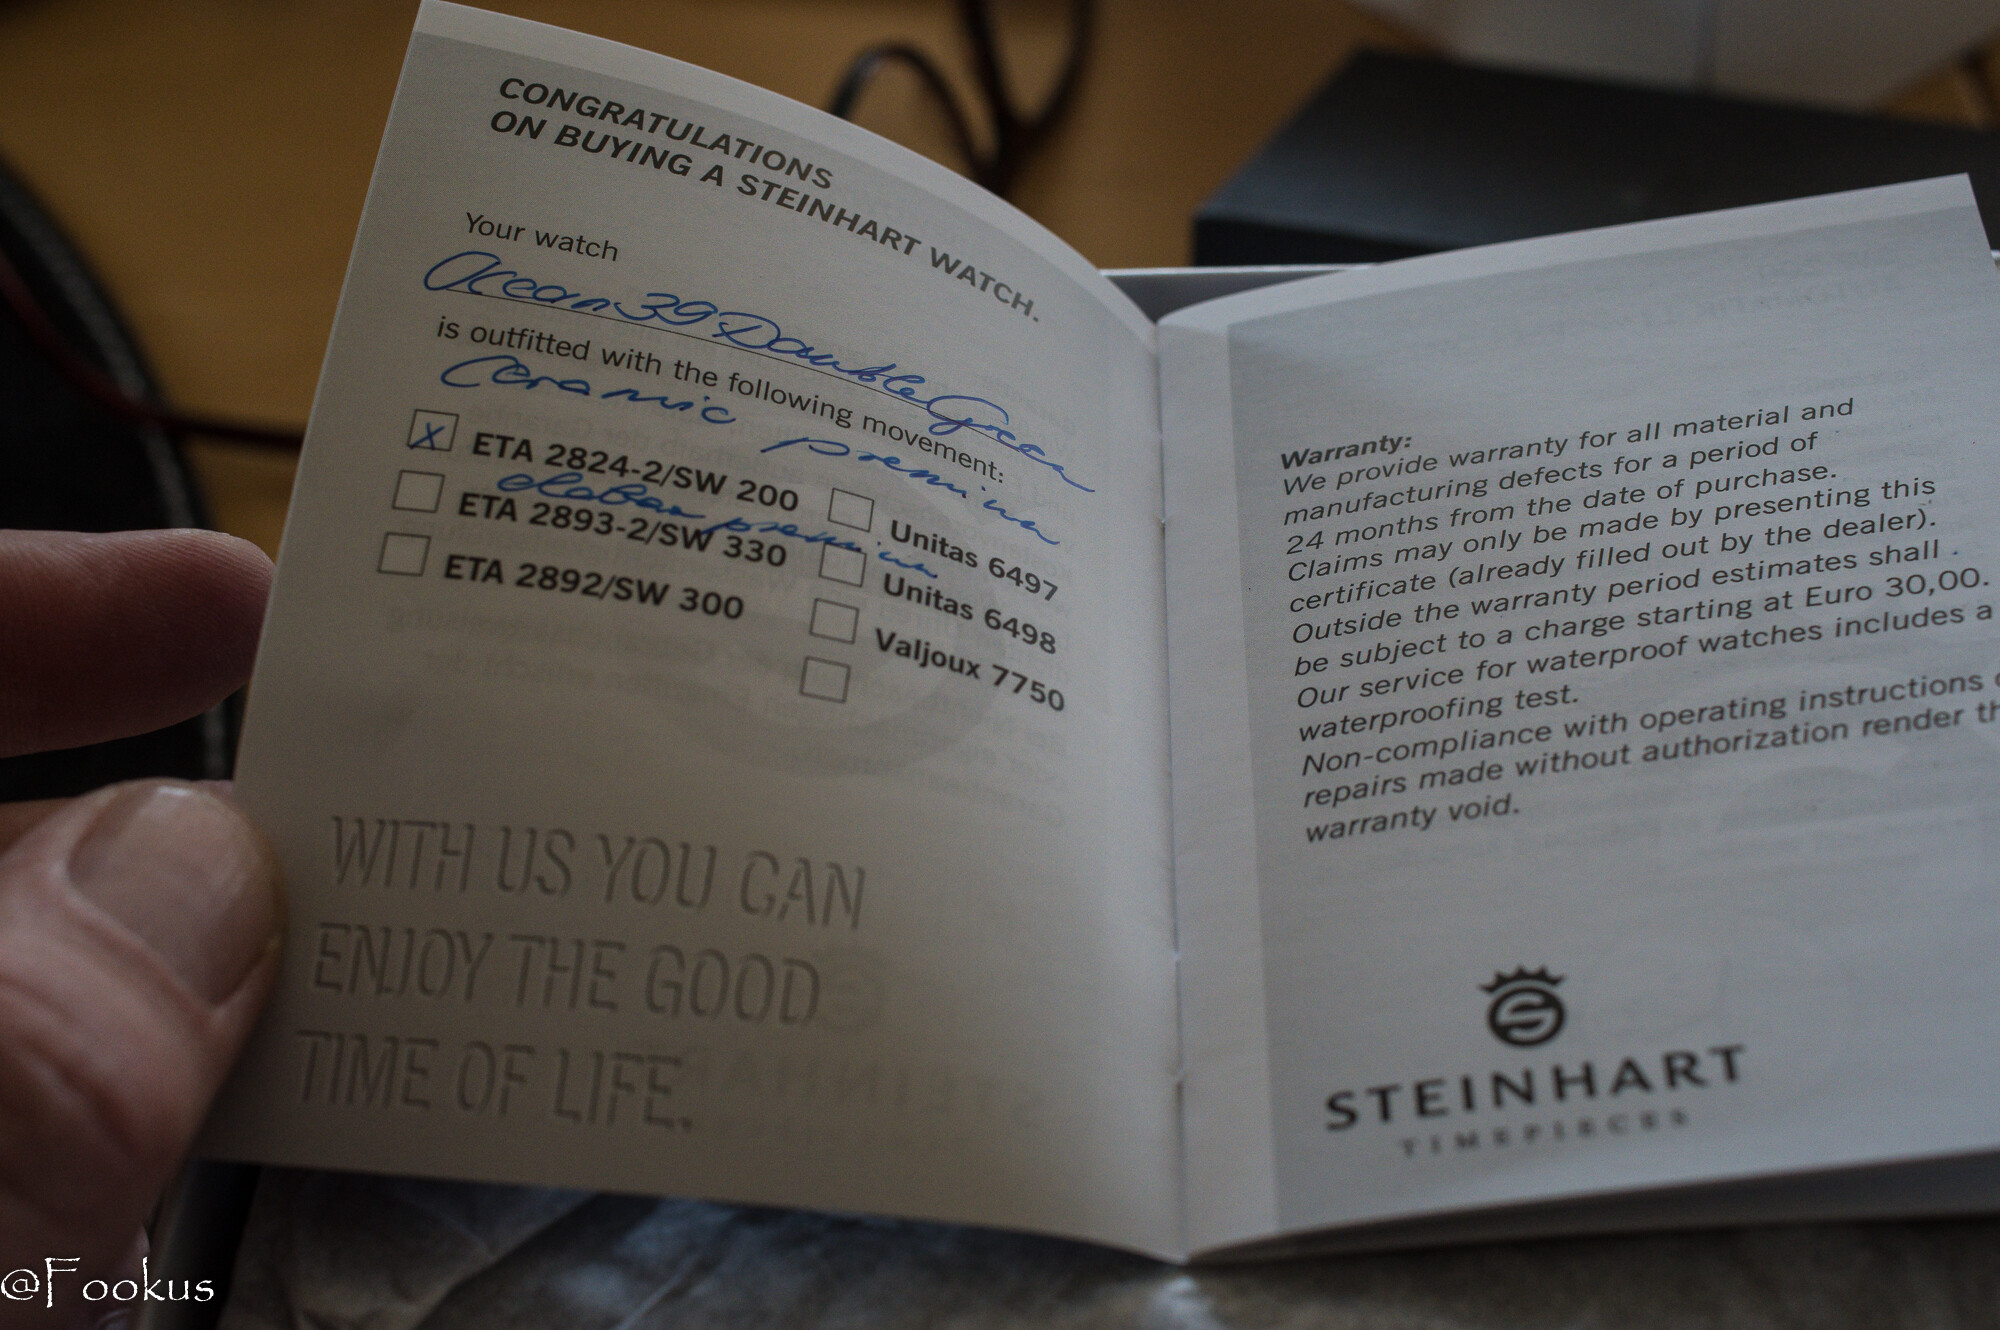 CONGRATULATIONS
ON BUYING A STEINHART WATCH.
Your watch
Ocean 39 Double Green
is outfitted with the following movement:
Ceramic premium
x ETA 2824-2/SW 200
premium
ETA 2893-2/SW 330
ETA 2892/SW 300
Unitas 6497
Unitas 6498
Valjoux 7750
WITH US YOU CAN
ENJOY THE GOOD
TIME OF LIFE.
Warranty:
We provide warranty for all material and
manufacturing defects for a period of
24 months from the date of purchase.
Claims may only be made by presenting this
certificate (already filled out by the dealer).
Outside the warranty period estimates shall
be subject to a charge starting at Euro 30,00.
Our service for waterproof watches includes a
waterproofing test.
Non-compliance with operating instructions
repairs made without authorization render
warranty void.
STEINHART
TIMEPIECES
@Fookus